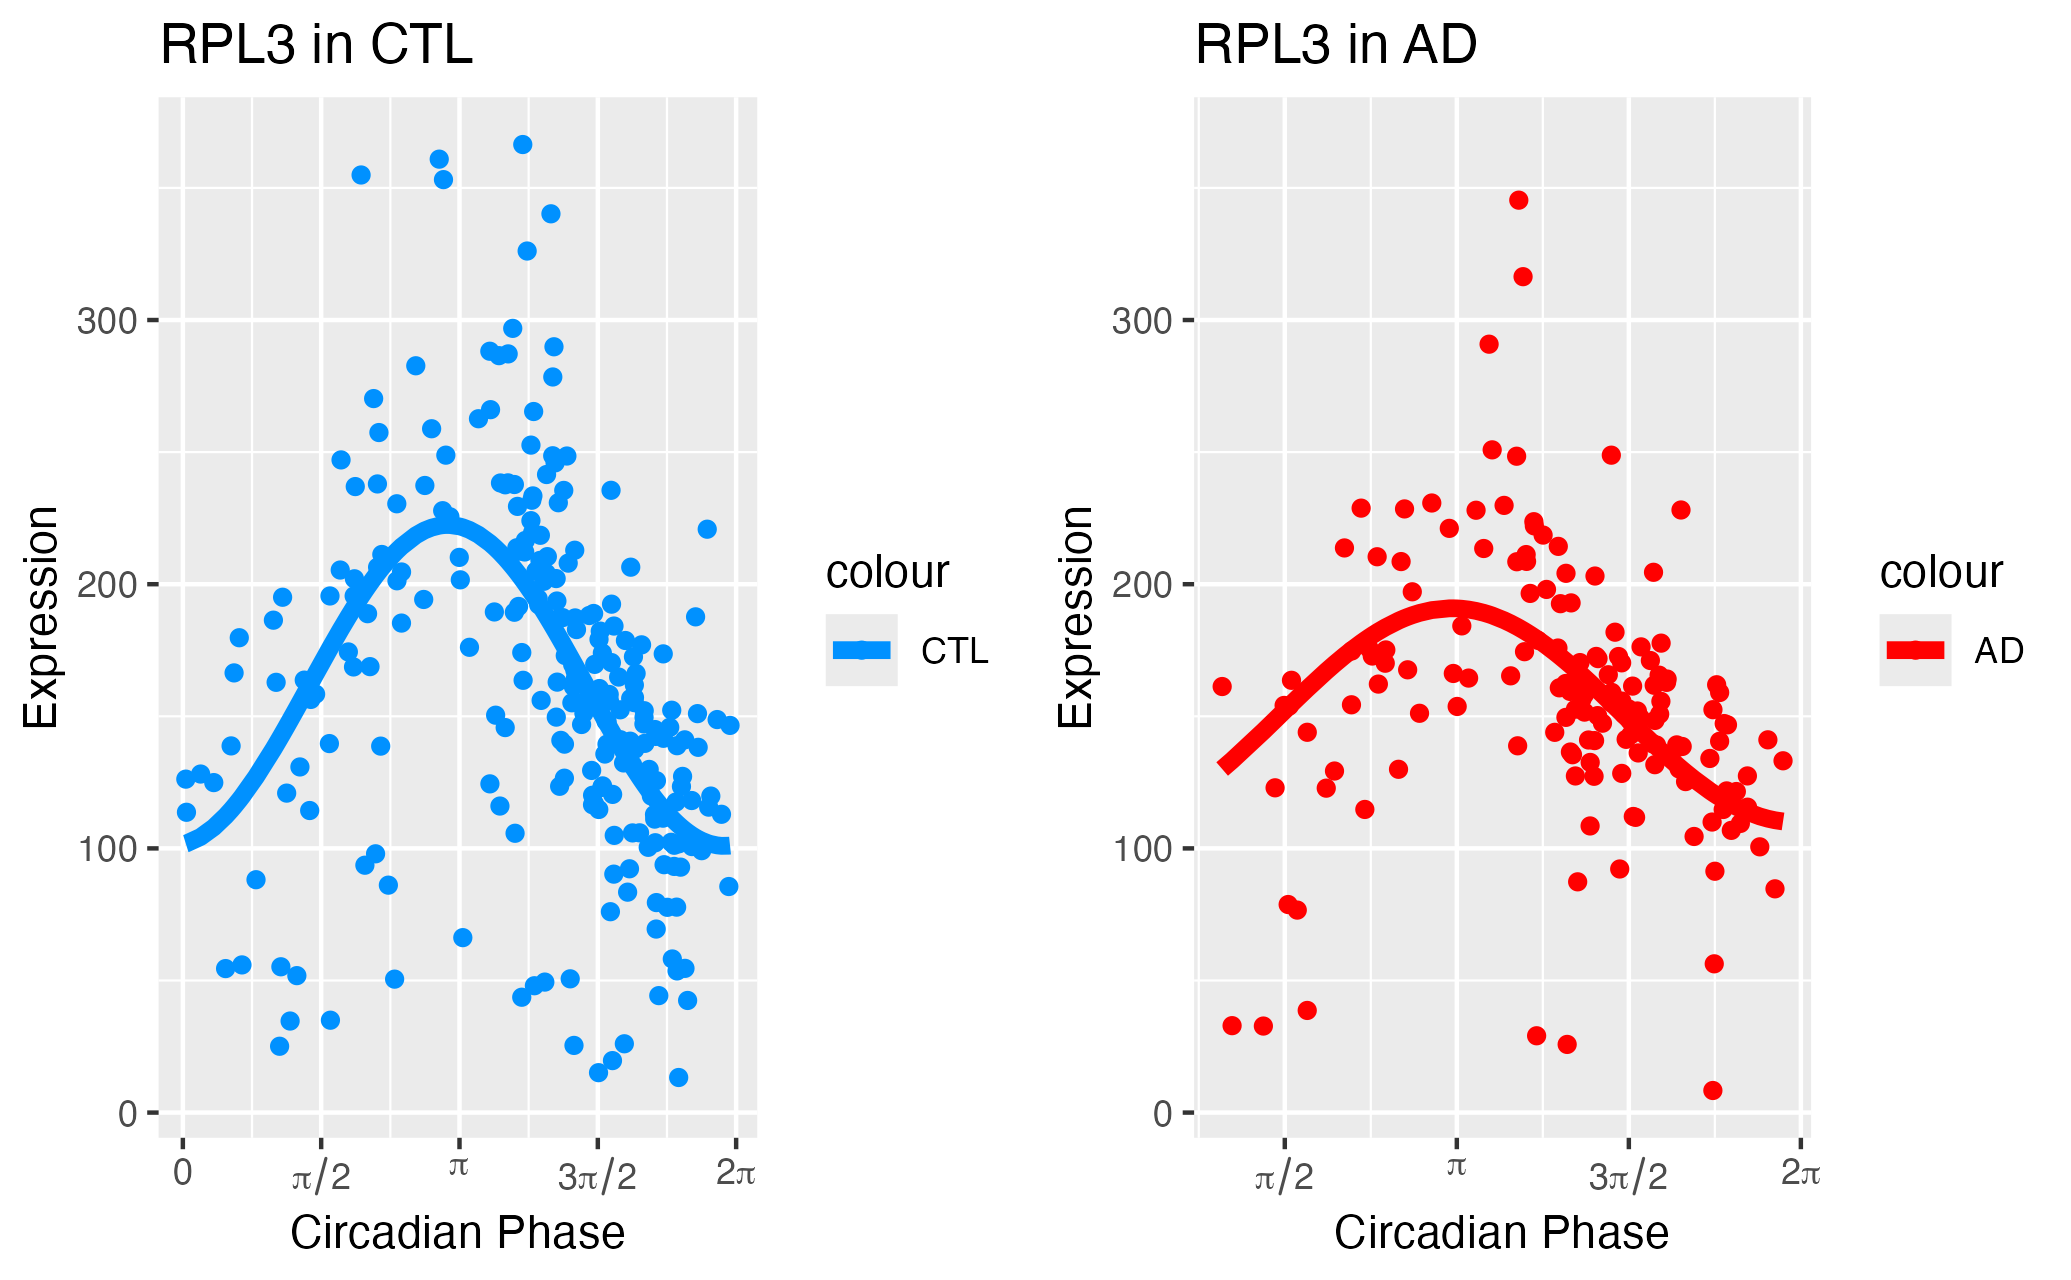 RPL3 in CTL
Expression
300
200
100
0
0
π/2
π
3π/2
2π
Circadian Phase
colour
CTL
RPL3 in AD
Expression
300
200
100
0
π/2
π
3π/2
2π
Circadian Phase
colour
AD